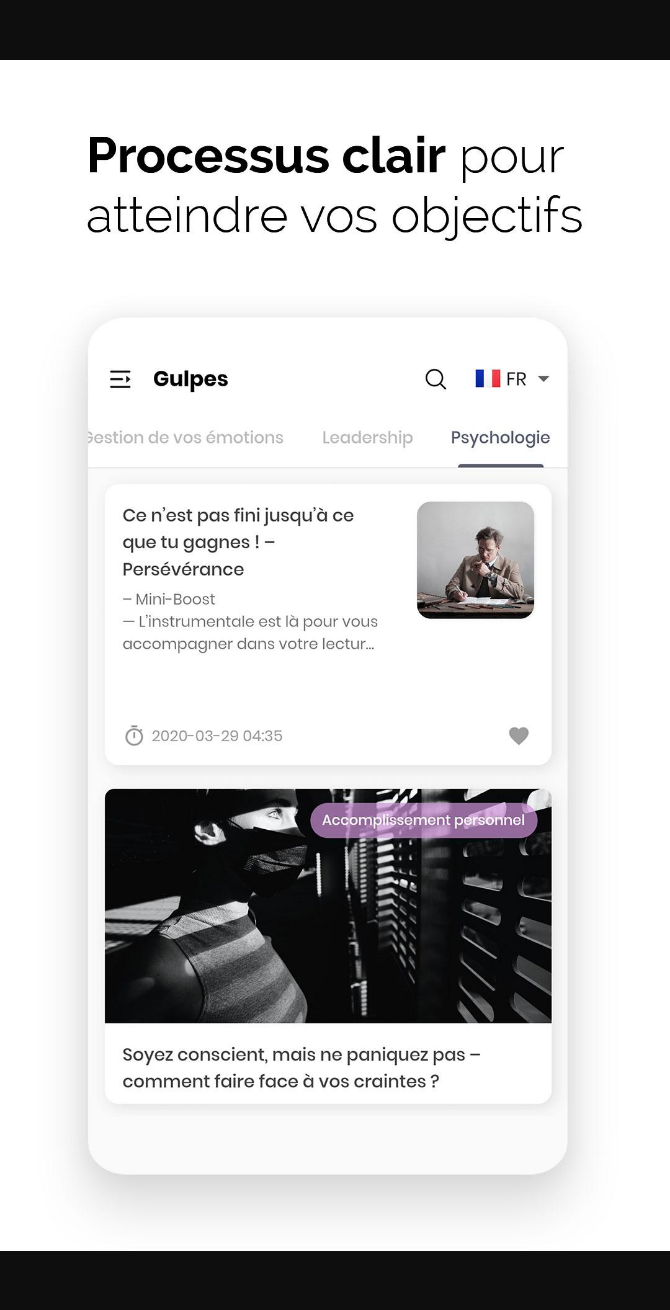 Processus clair pour
atteindre vos objectifs
Gulpes
FR
Gestion de vos émotions
Leadership
Psychologie
Ce n'est pas fini jusqu'à ce
que tu gagnes ! –
Persévérance
– Mini-Boost
— L'instrumentale est là pour vous
accompagner dans votre lectur...
2020-03-29 04:35
Accomplissement personnel
Soyez conscient, mais ne paniquez pas –
comment faire face à vos craintes ?